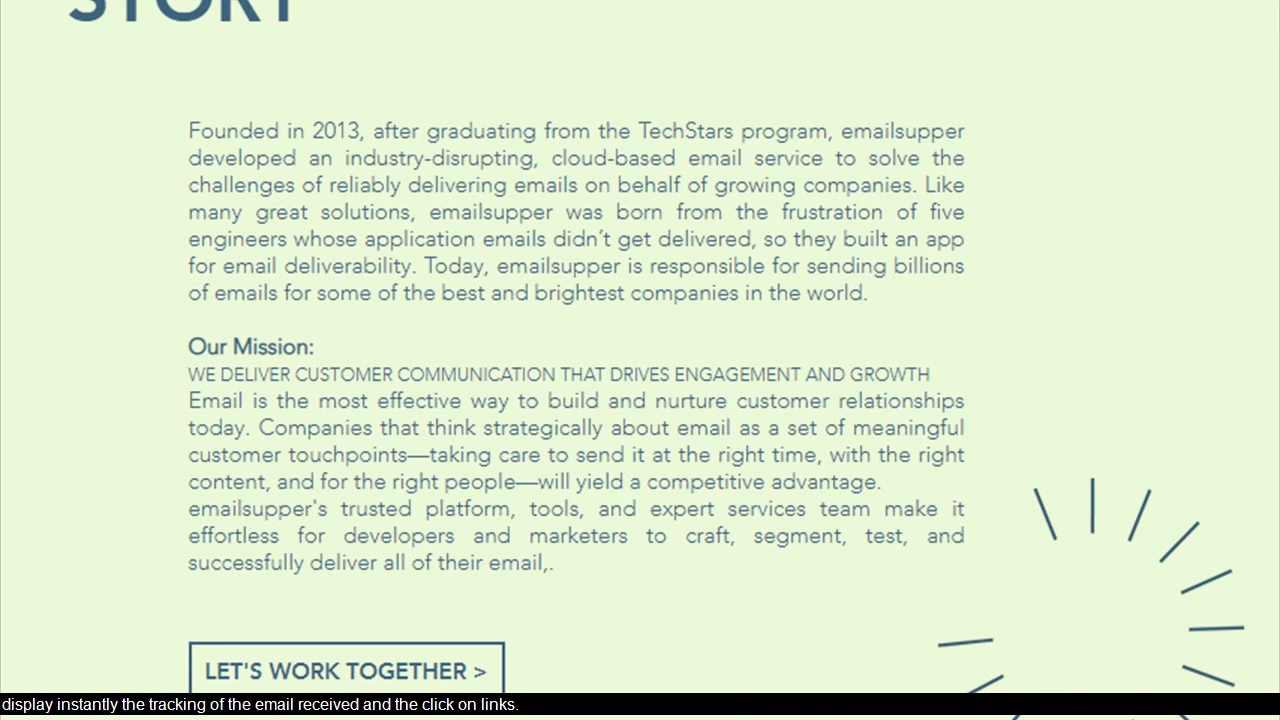 STORY
Founded in 2013, after graduating from the TechStars program, emailsupper
developed an industry-disrupting, cloud-based email service to solve the
challenges of reliably delivering emails on behalf of growing companies. Like
many great solutions, emailsupper was born from the frustration of five
engineers whose application emails didn’t get delivered, so they built an app
for email deliverability. Today, emailsupper is responsible for sending billions
of emails for some of the best and brightest companies in the world.
Our Mission:
WE DELIVER CUSTOMER COMMUNICATION THAT DRIVES ENGAGEMENT AND GROWTH
Email is the most effective way to build and nurture customer relationships
today. Companies that think strategically about email as a set of meaningful
customer touchpoints—taking care to send it at the right time, with the right
content, and for the right people—will yield a competitive advantage.
emailsupper's trusted platform, tools, and expert services team make it
effortless for developers and marketers to craft, segment, test, and
successfully deliver all of their email,.
LET'S WORK TOGETHER >
display instantly the tracking of the email received and the click on links.